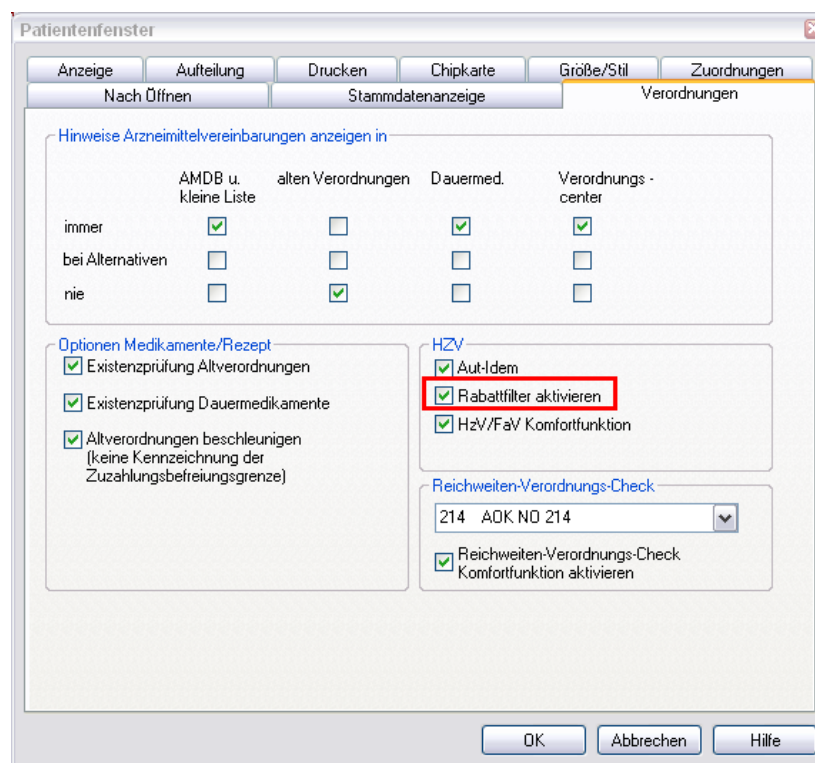 Patientenfenster
Anzeige Aufteilung Drucken Chipkarte Größe/Stil Zuordnungen
Nach Öffnen Stammdatenanzeige Verordnungen
Hinweise Arzneimittelvereinbarungen anzeigen in
AMDB u. alten Verordnungen Dauermed. Verordnungs -
kleine Liste center
immer
bei Alternativen
nie
Optionen Medikamente/Rezept
Existenzprüfung Altverordnungen
Existenzprüfung Dauermedikamente
Altverordnungen beschleunigen
(keine Kennzeichnung der
Zuzahlungsbefreiungsgrenze)
HZV
Aut-Idem
Rabattfilter aktivieren
HzV/FaV Komfortfunktion
Reichweiten-Verordnungs-Check
214 AOK NO 214
Reichweiten-Verordnungs-Check
Komfortfunktion aktivieren
OK Abbrechen Hilfe